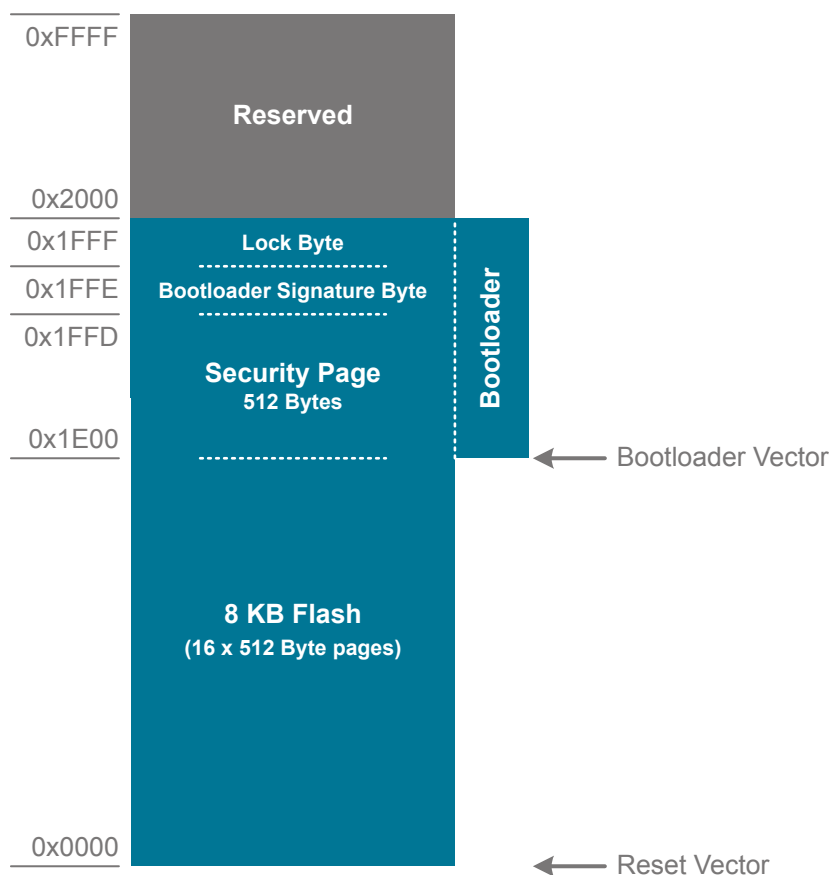 0xFFFF
Reserved
0x2000
0x1FFF
Lock Byte
0x1FFE
Bootloader Signature Byte
0x1FFD
Security Page
512 Bytes
Bootloader
0x1E00
Bootloader Vector
8 KB Flash
(16 x 512 Byte pages)
0x0000
Reset Vector